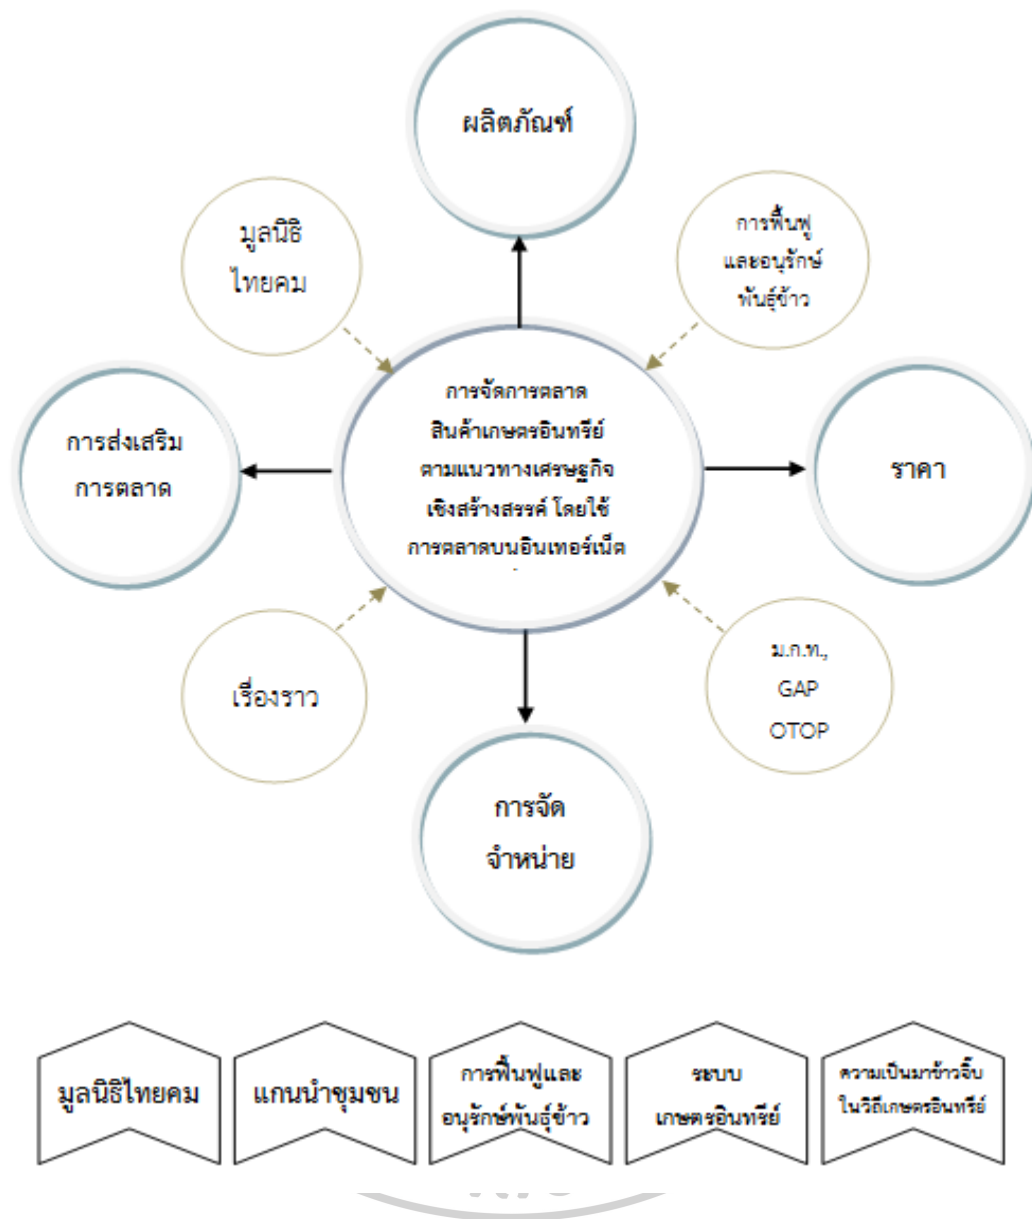 ผลิตภัณฑ์
มูลนิธิ
ไทยคม
การฟื้นฟู
และอนุรักษ์
พันธุ์ข้าว
การจัดการตลาด
สินค้าเกษตรอินทรีย์
ตามแนวทางเศรษฐกิจ
เชิงสร้างสรรค์ โดยใช้
การตลาดบนอินเทอร์เน็ต
การส่งเสริม
การตลาด
ราคา
เรื่องราว
ม.ก.ท.,
GAP
OTOP
การจัด
จำหน่าย
มูลนิธิไทยคม
แกนนำชุมชน
การฟื้นฟูและ
อนุรักษ์พันธุ์ข้าว
ระบบ
เกษตรอินทรีย์
ความเป็นมาข้าวจิ๊บ
ในวิถีเกษตรอินทรีย์